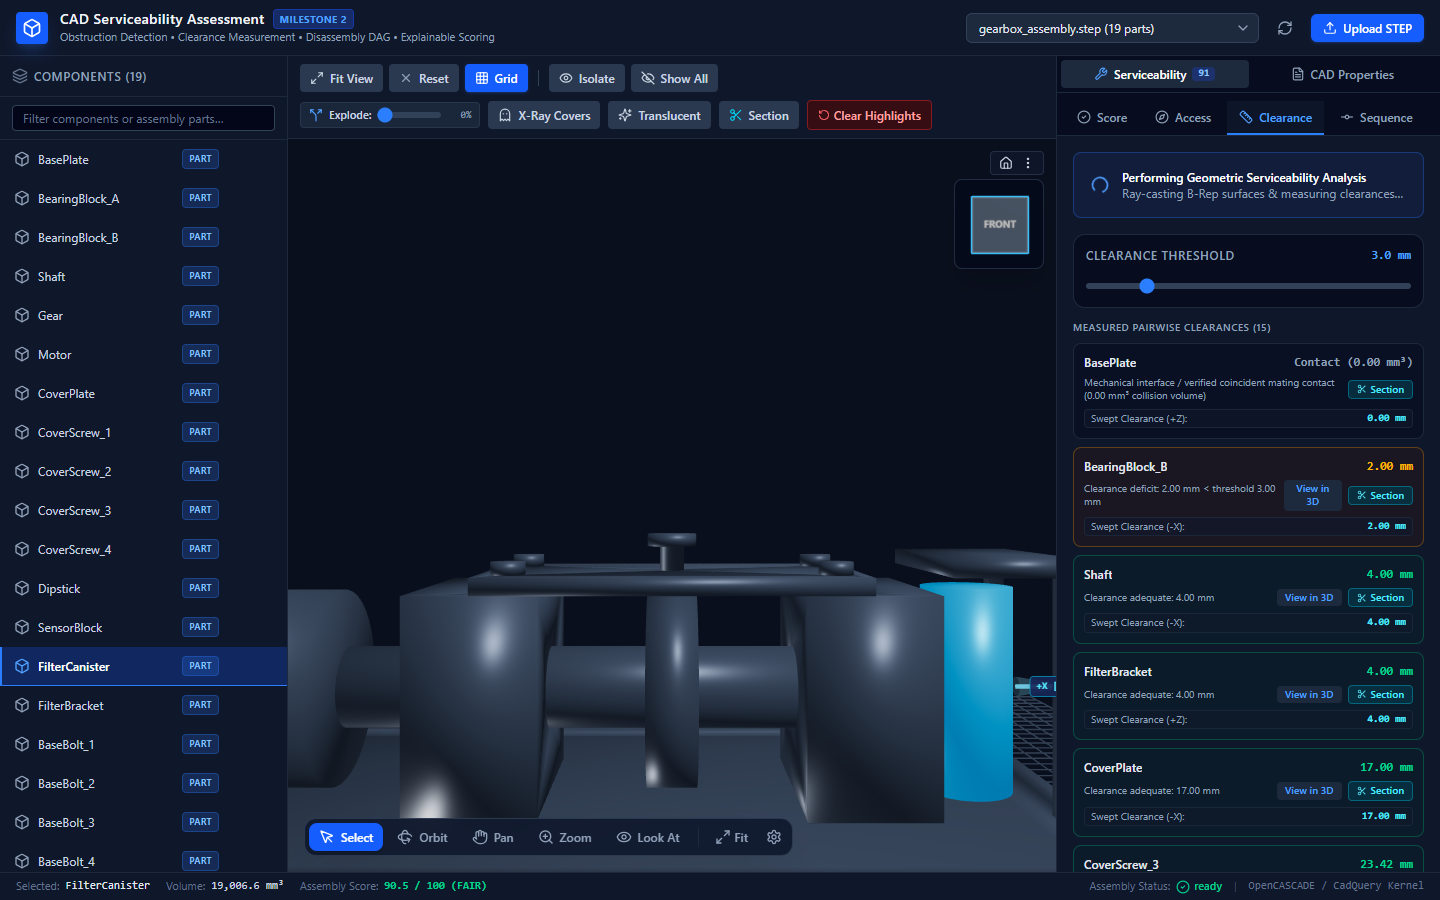 CAD Serviceability Assessment MILESTONE 2
Obstruction Detection • Clearance Measurement • Disassembly DAG • Explainable Scoring
gearbox_assembly.step (19 parts)
Upload STEP
COMPONENTS (19)
Filter components or assembly parts...
BasePlate PART
BearingBlock_A PART
BearingBlock_B PART
Shaft PART
Gear PART
Motor PART
CoverPlate PART
CoverScrew_1 PART
CoverScrew_2 PART
CoverScrew_3 PART
CoverScrew_4 PART
Dipstick PART
SensorBlock PART
FilterCanister PART
FilterBracket PART
BaseBolt_1 PART
BaseBolt_2 PART
BaseBolt_3 PART
BaseBolt_4 PART
Fit View Reset Grid Isolate Show All
Explode: 0% X-Ray Covers Translucent Section Clear Highlights
FRONT
+X
Select Orbit Pan Zoom Look At Fit
Serviceability 91 CAD Properties
Score Access Clearance Sequence
Performing Geometric Serviceability Analysis
Ray-casting B-Rep surfaces & measuring clearances...
CLEARANCE THRESHOLD 3.0 mm
MEASURED PAIRWISE CLEARANCES (15)
BasePlate Contact (0.00 mm³)
Mechanical interface / verified coincident mating contact
(0.00 mm³ collision volume)
Section
Swept Clearance (+Z): 0.00 mm
BearingBlock_B 2.00 mm
Clearance deficit: 2.00 mm < threshold 3.00
mm
View in
3D
Section
Swept Clearance (-X): 2.00 mm
Shaft 4.00 mm
Clearance adequate: 4.00 mm View in 3D Section
Swept Clearance (-X): 4.00 mm
FilterBracket 4.00 mm
Clearance adequate: 4.00 mm View in 3D Section
Swept Clearance (+Z): 4.00 mm
CoverPlate 17.00 mm
Clearance adequate: 17.00 mm View in 3D Section
Swept Clearance (-X): 17.00 mm
CoverScrew_3 23.42 mm
Selected: FilterCanister Volume: 19,006.6 mm³ Assembly Score: 90.5 / 100 (FAIR)
Assembly Status: ready | OpenCASCADE / CadQuery Kernel